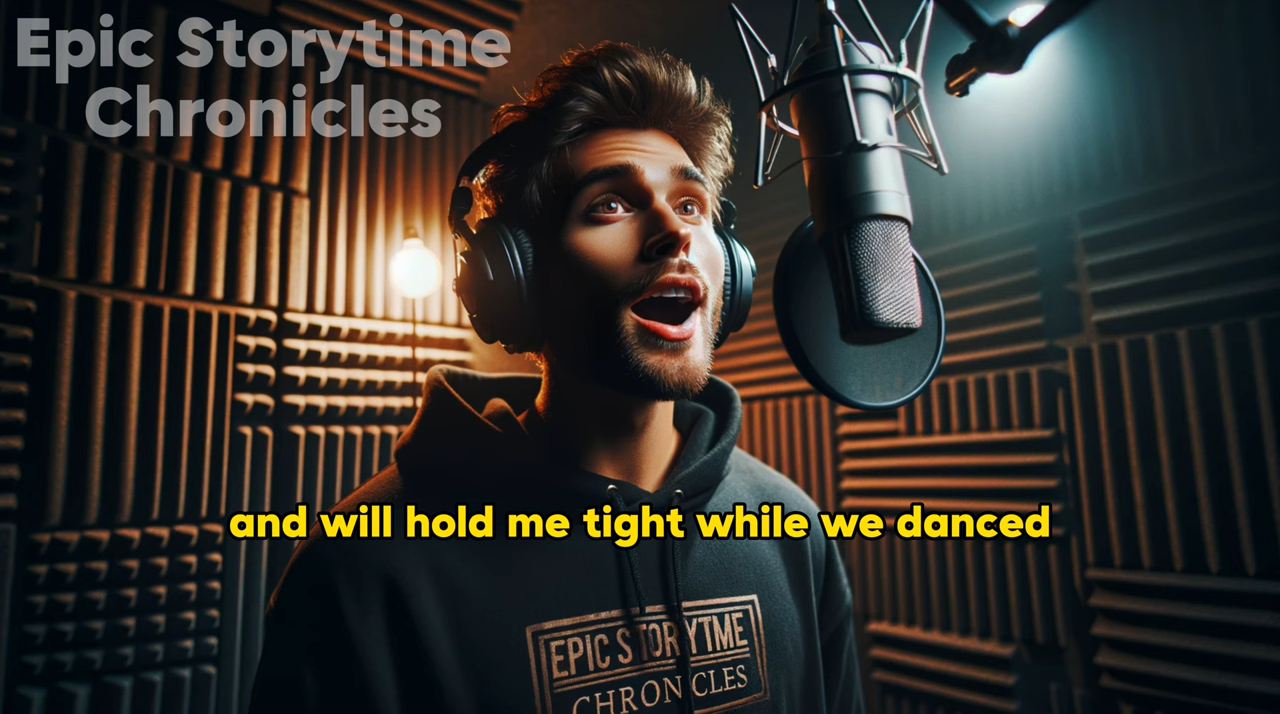 Epic Storytime
Chronicles
and will hold me tight while we danced
EPIC STORYTME
CHRONICLES